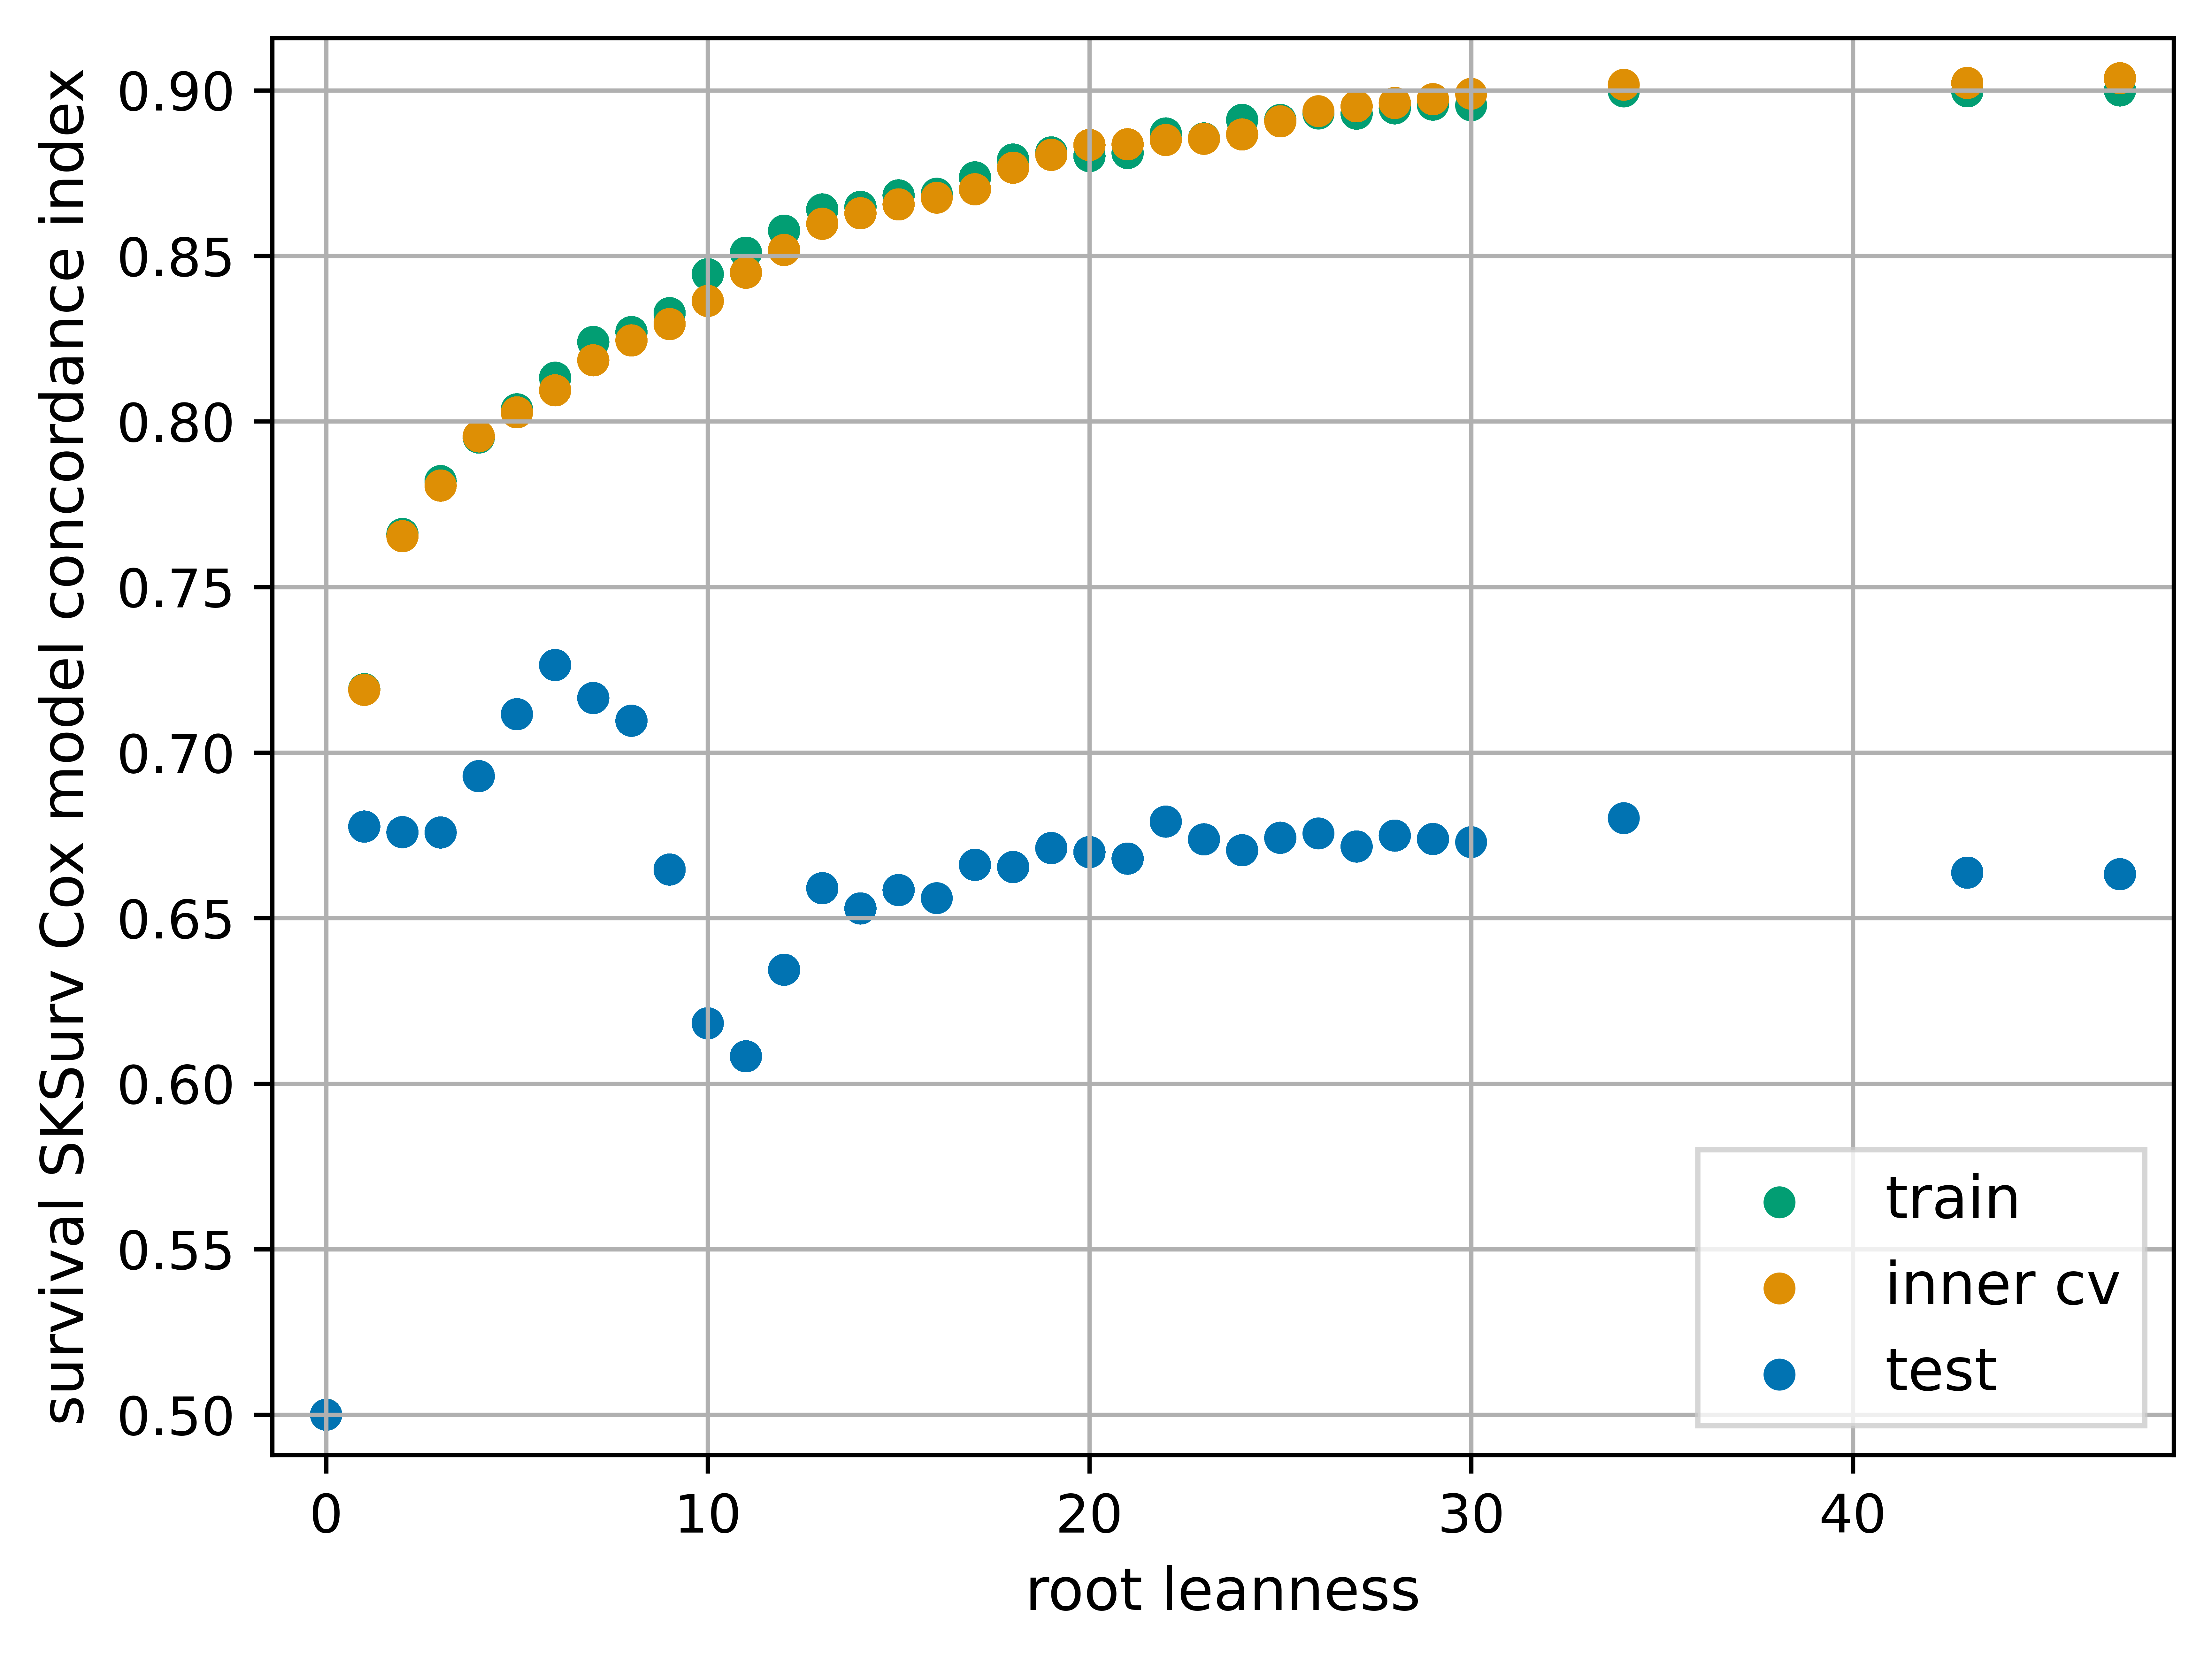 survival SKSurv Cox model concordance index
0.90
0.85
0.80
0.75
0.70
0.65
0.60
0.55
0.50
train
inner cv
test
0 10 20 30 40
root leanness